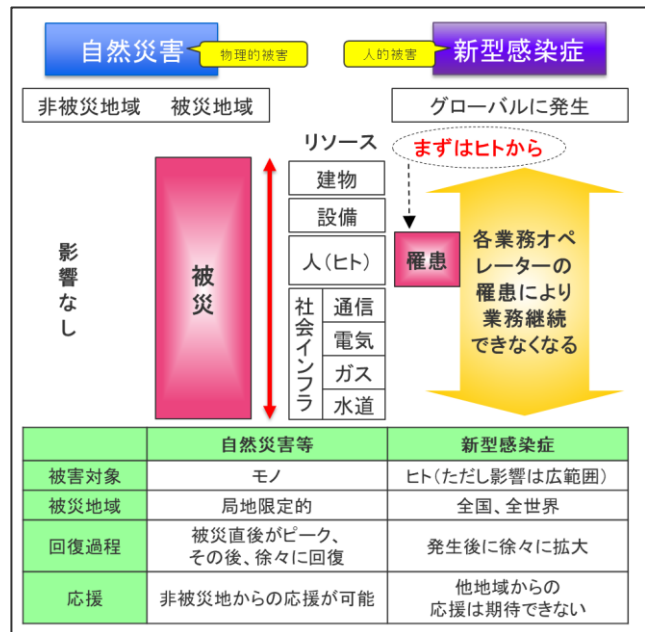 自然災害
物理的被害
人的被害
新型感染症
非被災地域
被災地域
グローバルに発生
リソース
まずはヒトから
影響なし
被災
建物
設備
人(ヒト)
社会インフラ
通信
電気
ガス
水道
罹患
各業務オペ
レーターの
罹患により
業務継続
できなくなる
自然災害等
新型感染症
被害対象
モノ
ヒト(ただし影響は広範囲)
被災地域
局地限定的
全国、全世界
回復過程
被災直後がピーク、
その後、徐々に回復
発生後に徐々に拡大
応援
非被災地からの応援が可能
他地域からの
応援は期待できない